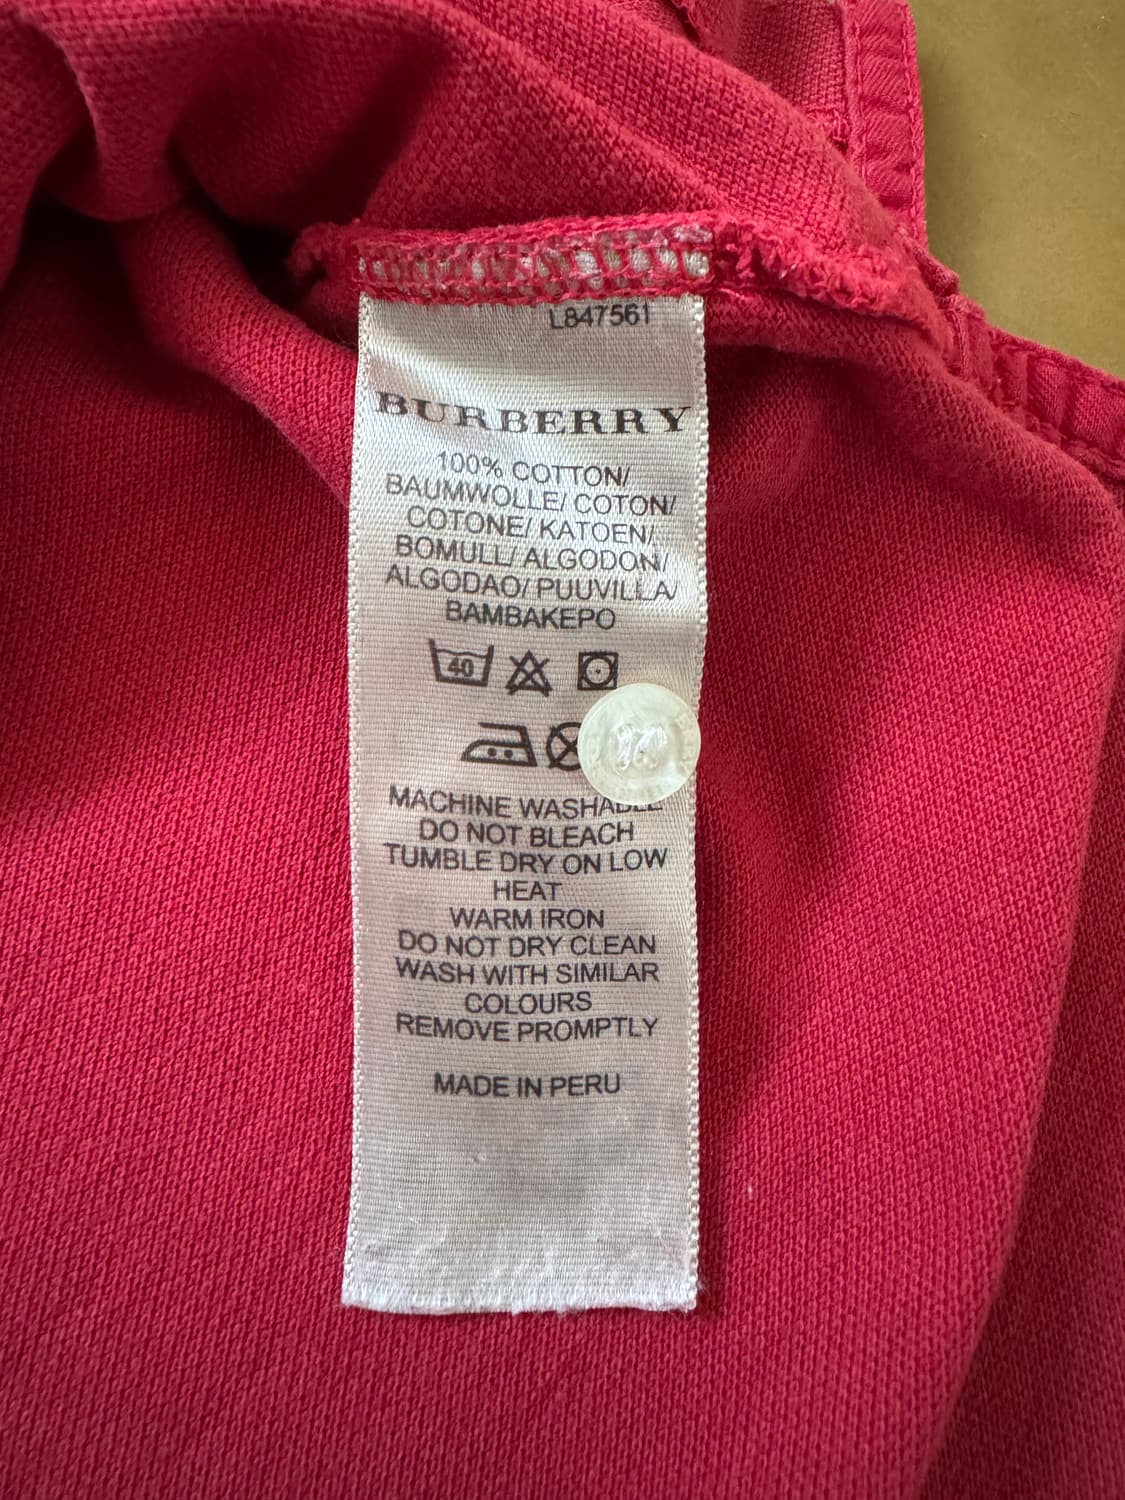 L847561
BURBERRY
100% COTTON/
BAUMWOLLE/ COTON/
COTONE/ KATOEN/
BOMULL/ ALGODON/
ALGODAO/ PUUVILLA/
BAMBAKEPO
40
MACHINE WASHABLE
DO NOT BLEACH
TUMBLE DRY ON LOW
HEAT
WARM IRON
DO NOT DRY CLEAN
WASH WITH SIMILAR
COLOURS
REMOVE PROMPTLY
MADE IN PERU